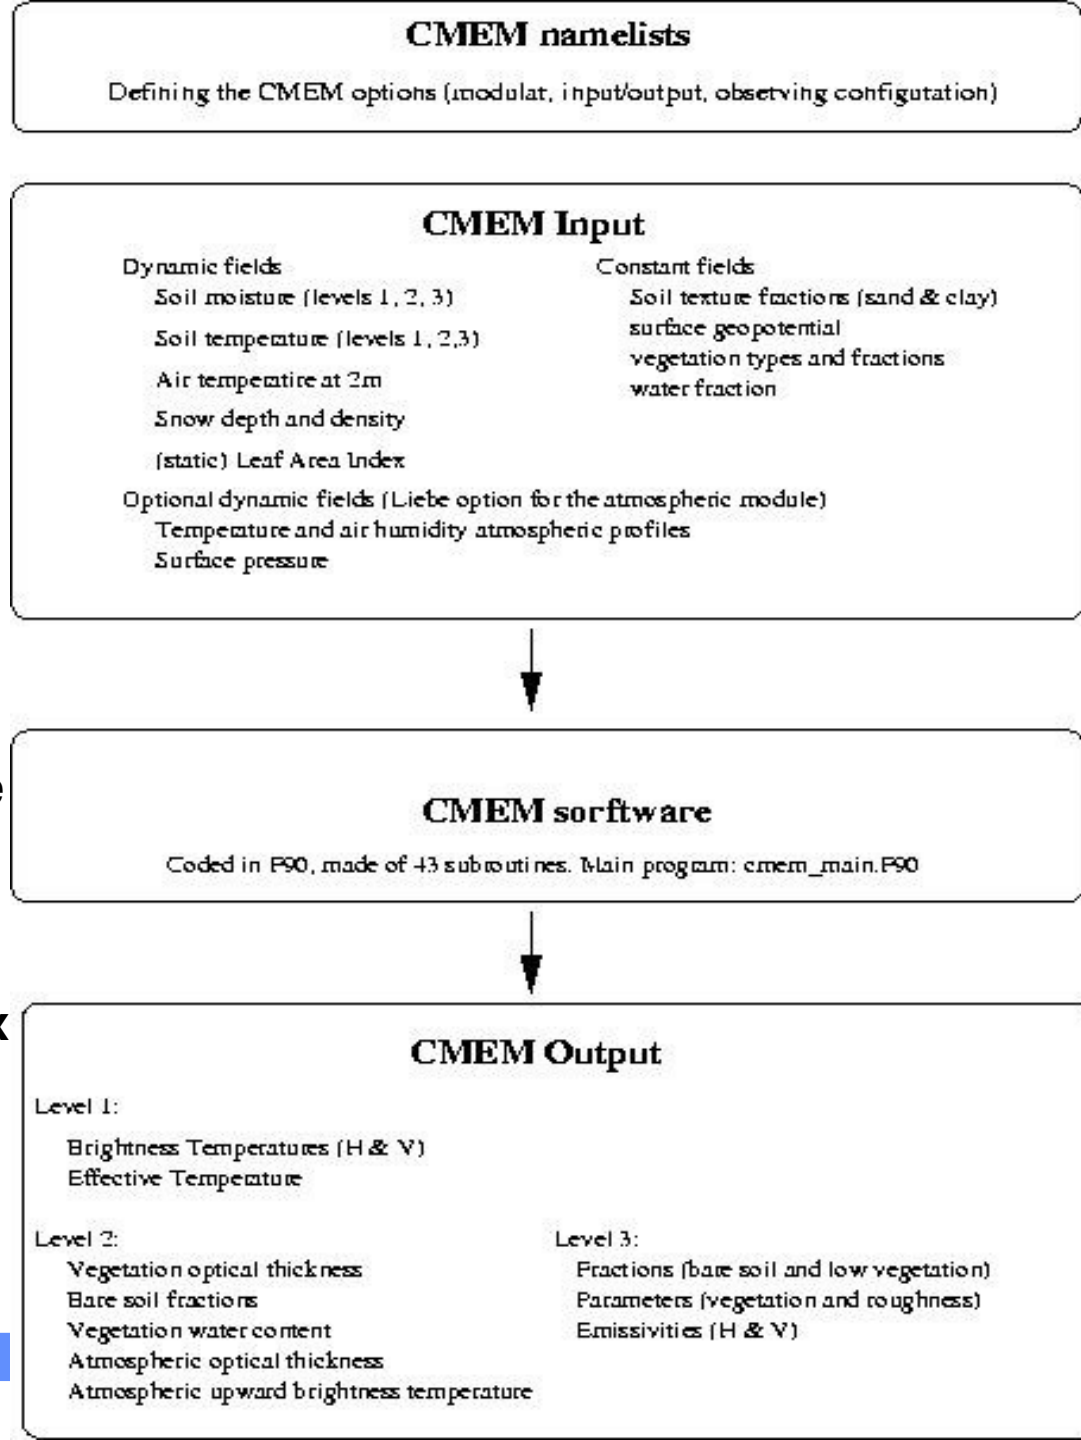 CMEM namelists
Defining the CMEM options (modular, input/output, observing configutation)
CMEM Input
Dynamic fields
Soil moisture (levels 1, 2, 3)
Soil temperature (levels 1, 2,3)
Air temperatire at 2m
Snow depth and density
(static) Leaf Area Index
Constant fields
Soil texture fractions (sand & clay)
surface geopotential
vegetation types and fractions
water fraction
Optional dynamic fields (Liebe option for the atmospheric module)
Temperature and air humidity atmospheric profiles
Surface pressure
e
CMEM sorftware
Coded in F90, made of 43 subroutines. Main program: cmem_main.F90
x
CMEM Output
Level 1:
Brightness Temperatures (H & V)
Effective Temperature
Level 2:
Vegetation optical thickness
Bare soil fractions
Vegetation water content
Atmospheric optical thickness
Atmospheric upward brightness temperature
Level 3:
Fractions (bare soil and low vegetation)
Parameters (vegetation and roughness)
Emissivities (H & V)